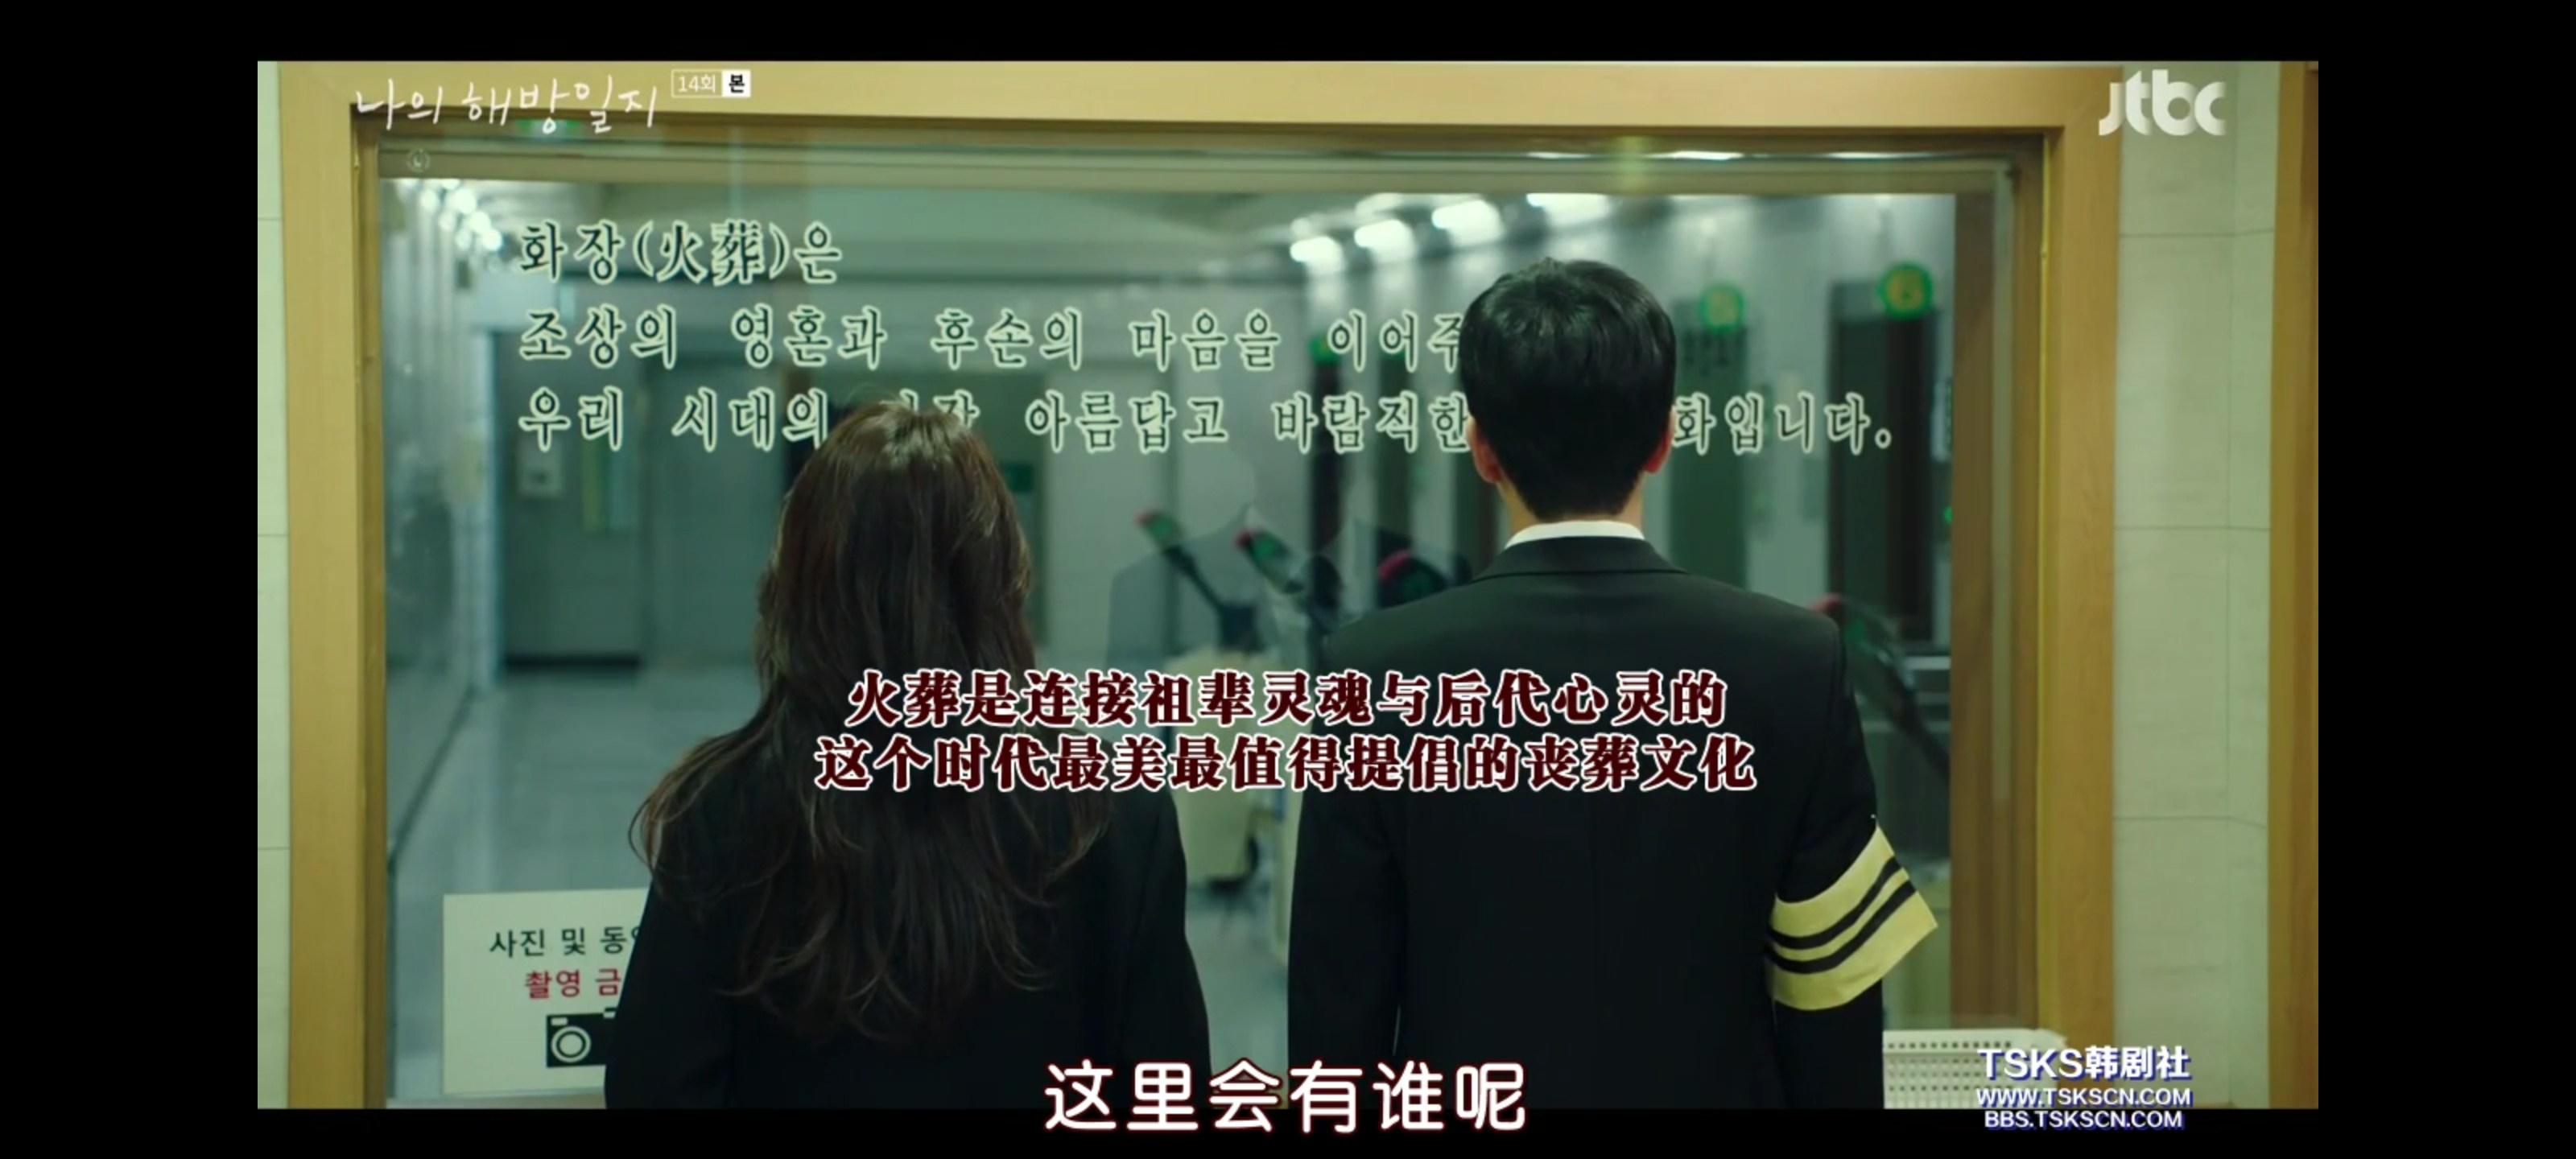 나의 해방일지 14회 본
jtbc
화장(火葬)은
조상의 영혼과 후손의 마음을 이어주
우리 시대의 아름답고 바람직한 화입니다.
火葬是连接祖辈灵魂与后代心灵的
这个时代最美最值得提倡的丧葬文化
사진 및 동
촬영 금
这里会有谁呢
TSKS韩剧社
WWW.TSKSCN.COM
BBS.TSKSCN.COM